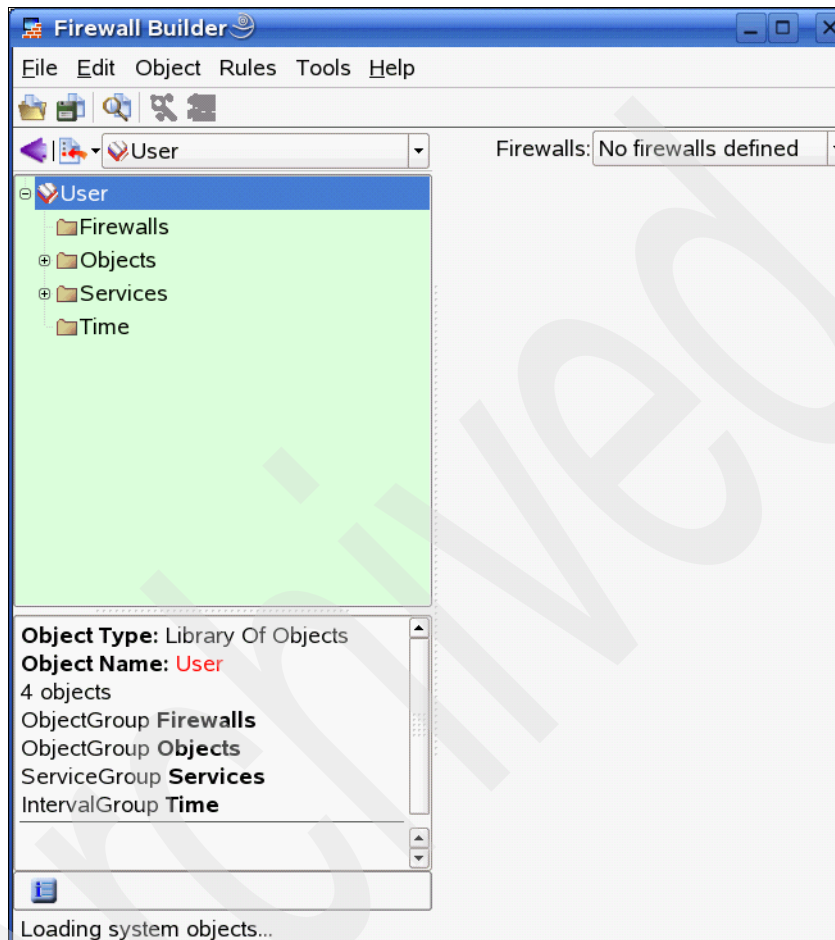 Firewall Builder
File Edit Object Rules Tools Help
User
Firewalls: No firewalls defined
User
Firewalls
Objects
Services
Time
Object Type: Library Of Objects
Object Name: User
4 objects
ObjectGroup Firewalls
ObjectGroup Objects
ServiceGroup Services
IntervalGroup Time
Loading system objects...
rchived